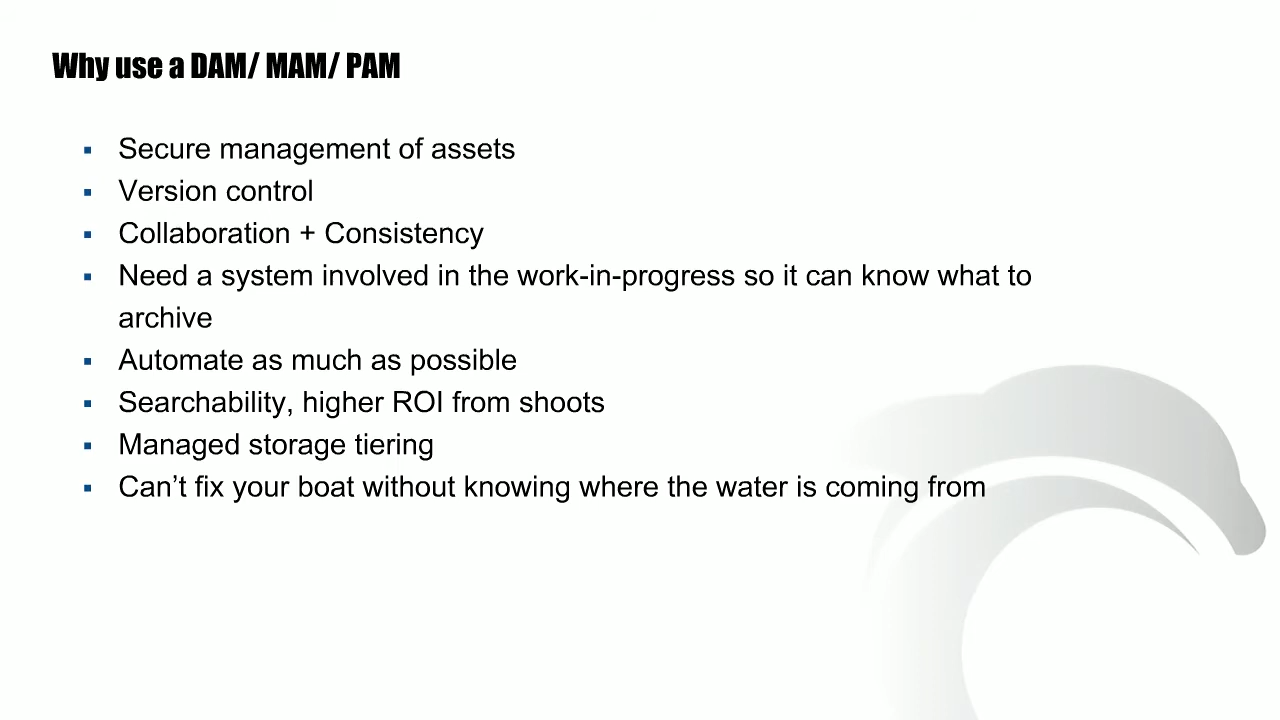 Why use a DAM/ MAM/ PAM
▪ Secure management of assets
▪ Version control
▪ Collaboration + Consistency
▪ Need a system involved in the work-in-progress so it can know what to
archive
▪ Automate as much as possible
▪ Searchability, higher ROI from shoots
▪ Managed storage tiering
▪ Can’t fix your boat without knowing where the water is coming from